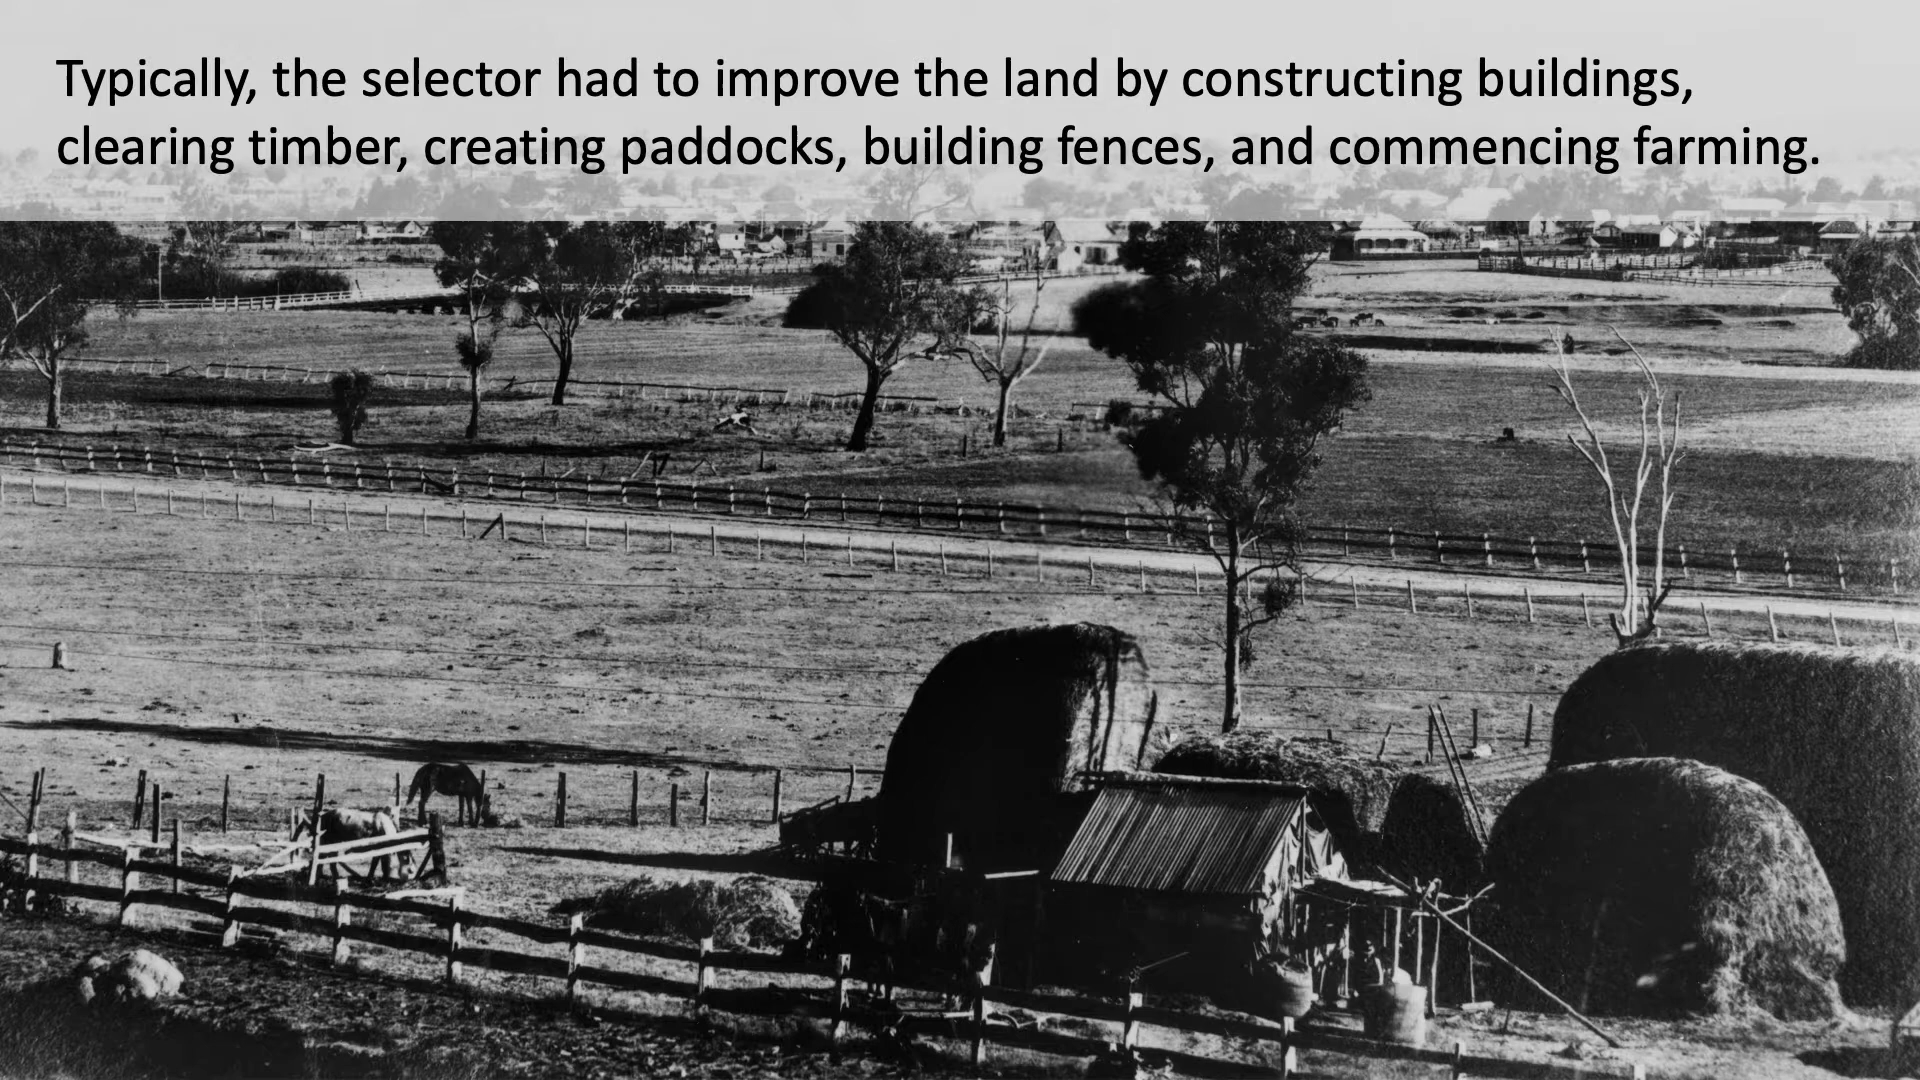 Typically, the selector had to improve the land by constructing buildings,
clearing timber, creating paddocks, building fences, and commencing farming.